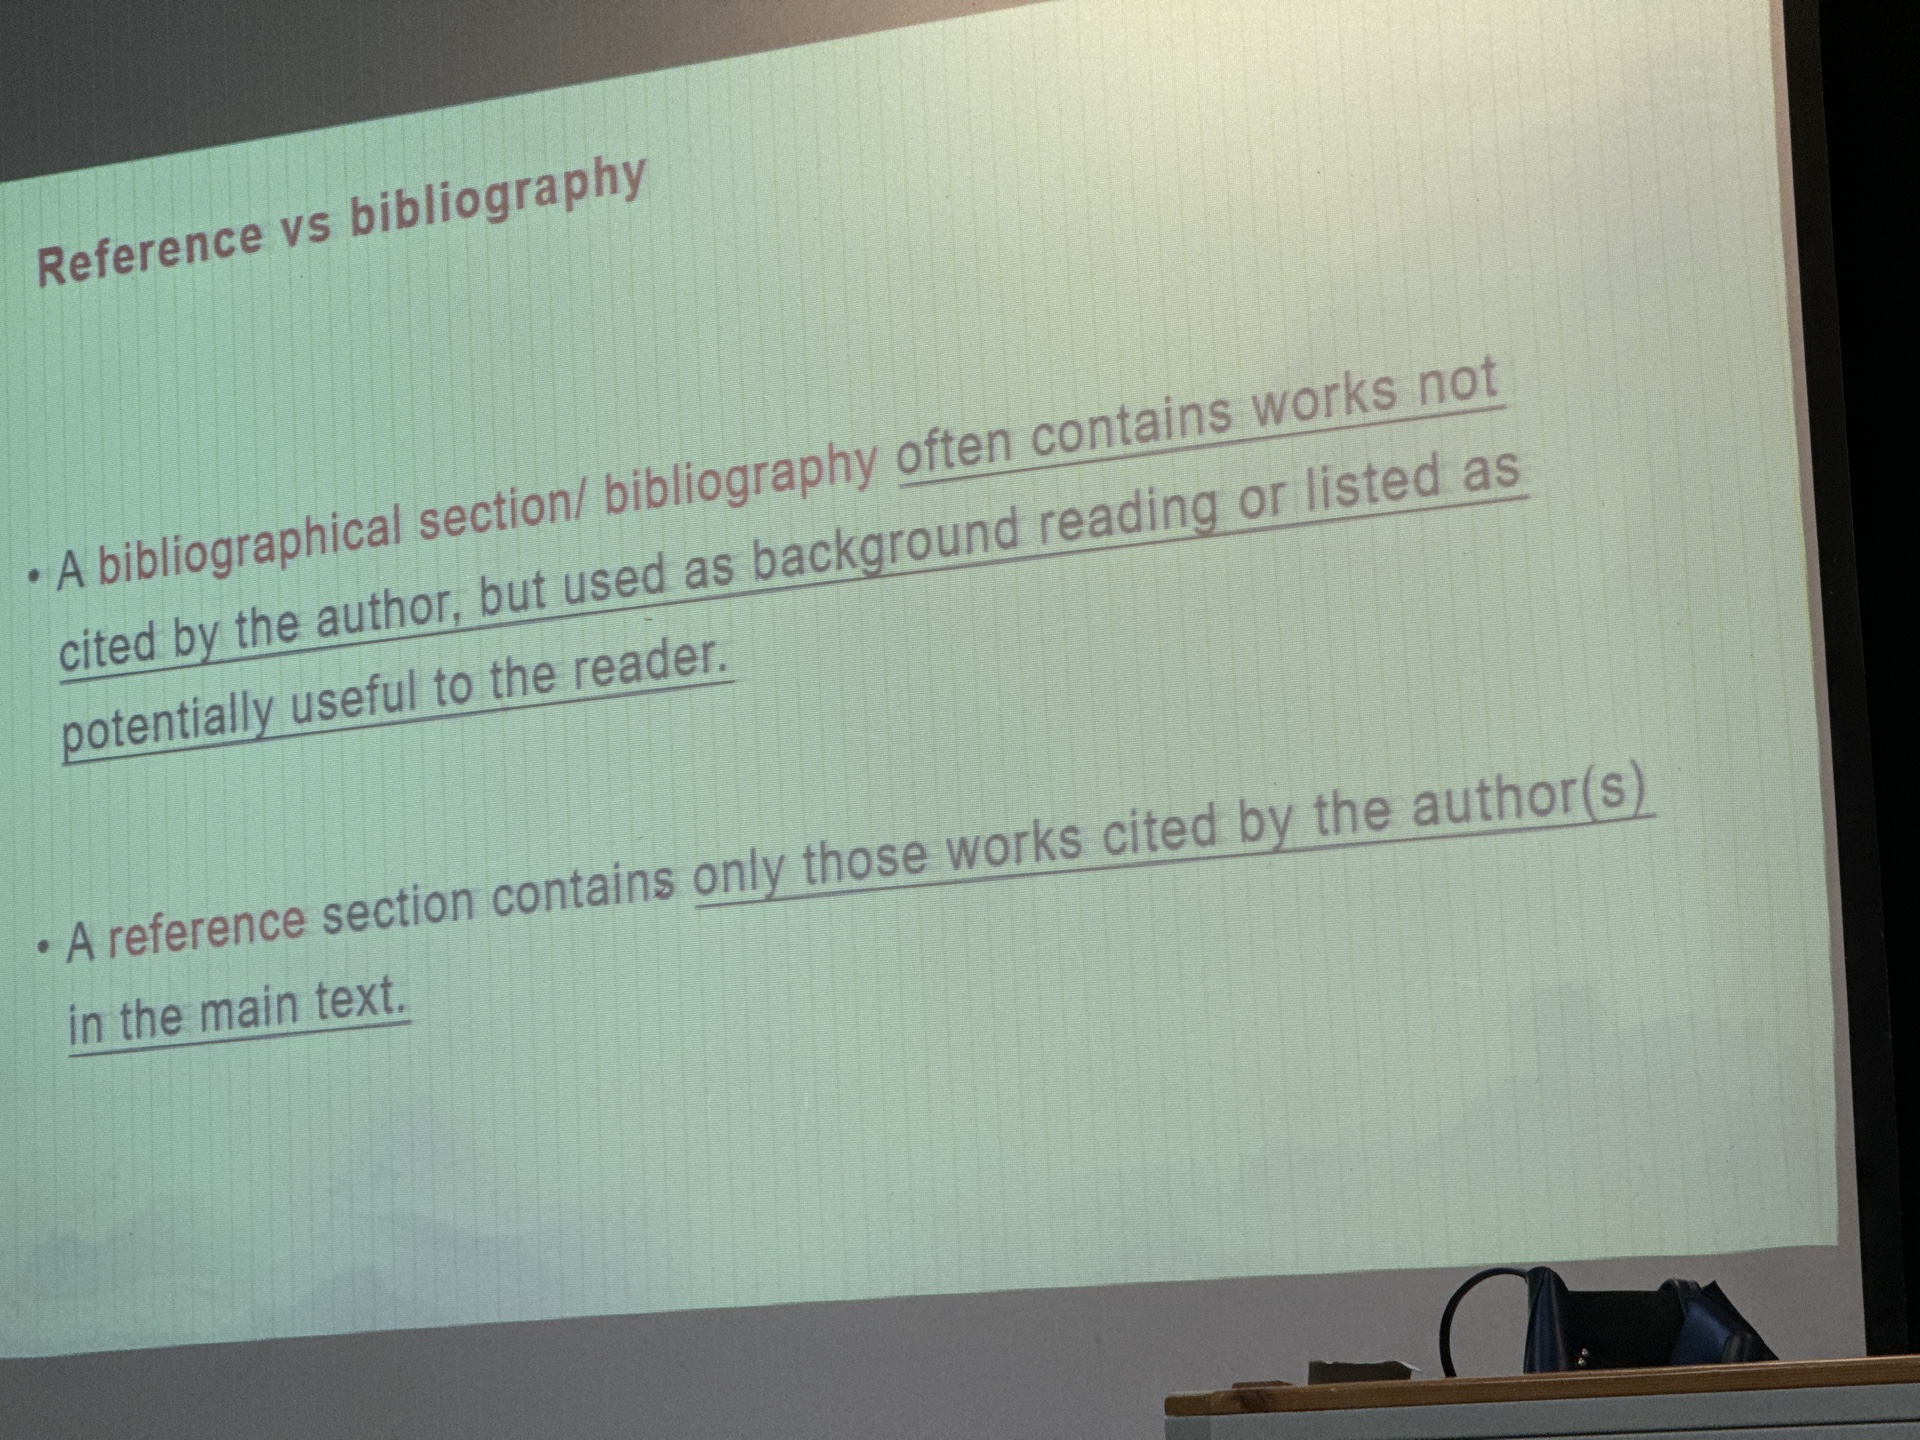 Reference vs bibliography
• A bibliographical section/ bibliography often contains works not
cited by the author, but used as background reading or listed as
potentially useful to the reader.
• A reference section contains only those works cited by the author(s)
in the main text.